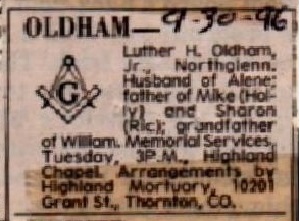 OLDHAM— 9-30-96
Luther H. Oldham,
Jr., Northglenn.
Husband of Alene;
father of Mike (Hol-
ly) and Sharon
(Ric); grandfather
of William. Memorial Services,
Tuesday, 3P.M., Highland
Chapel. Arrangements by
Highland Mortuary, 10201
Grant St., Thornton, CO.
G